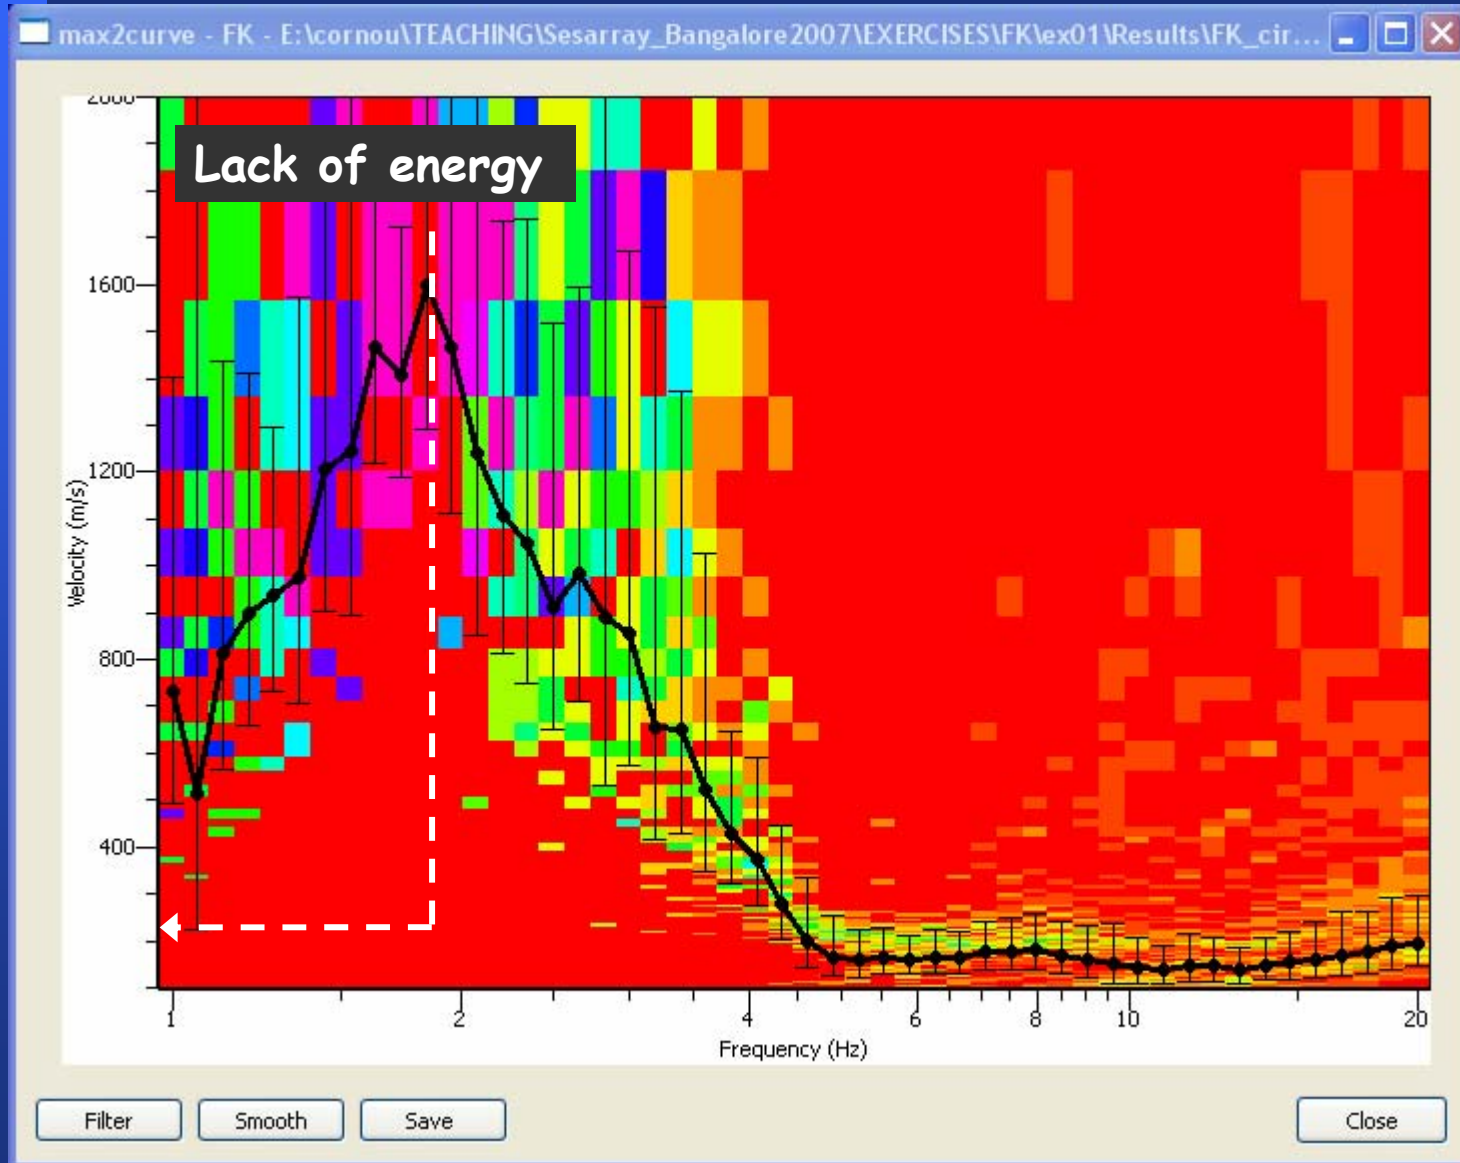 max2curve - FK - E:\cornou\TEACHING\Sesarray_Bangalore2007\EXERCISES\FK\ex01\Results\FK_cir...
Lack of energy
2000
1600
1200
800
400
Velocity (m/s)
1 2 4 6 8 10 20
Frequency (Hz)
Filter Smooth Save Close